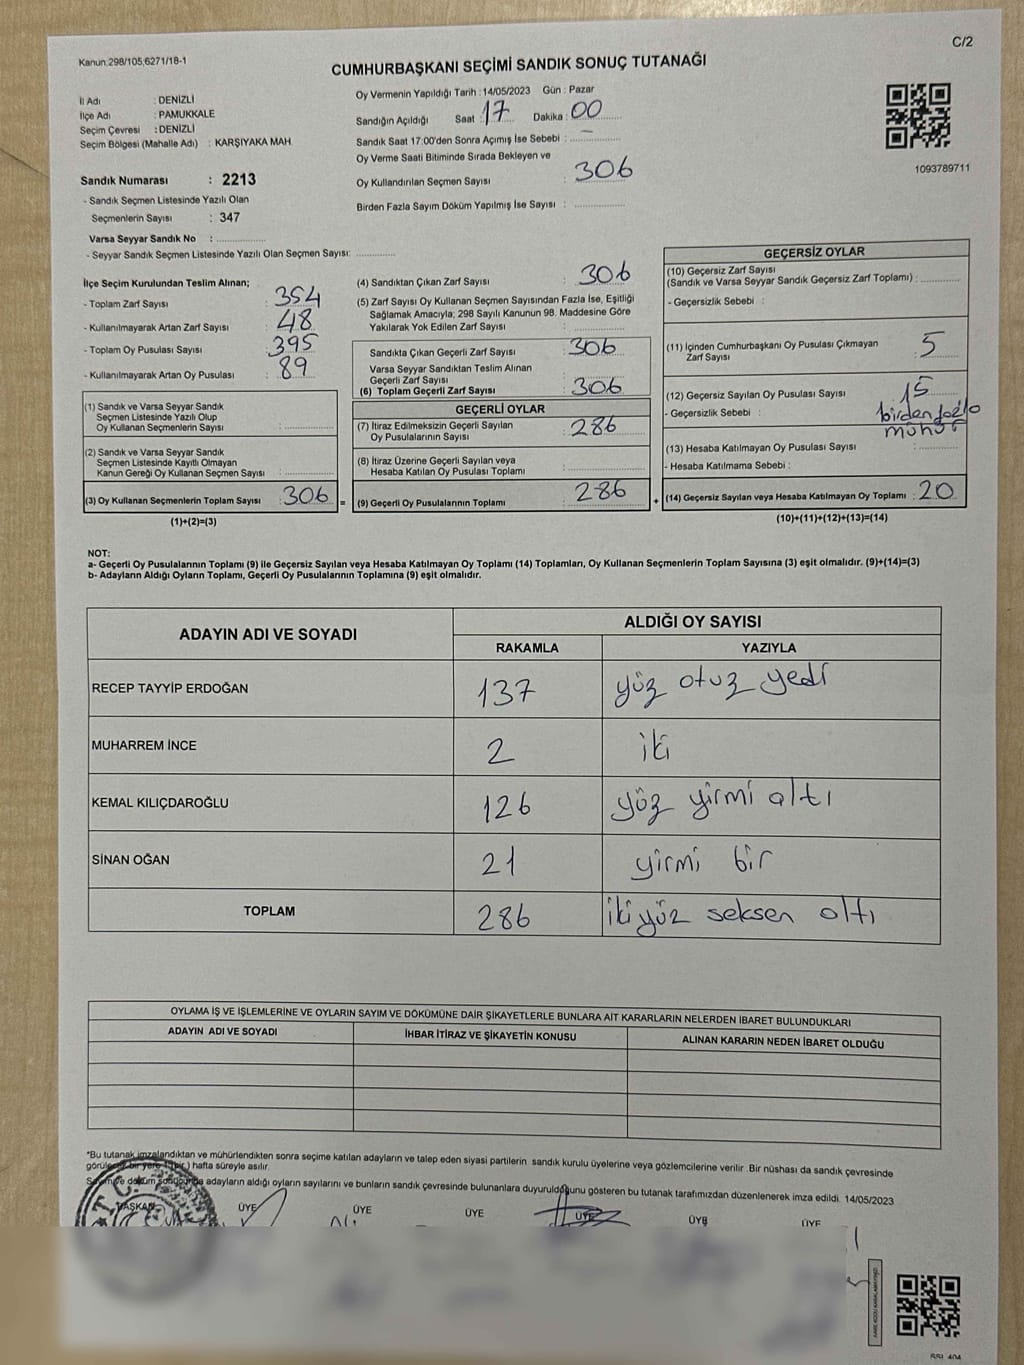 C/2
Kanun.298/105,6271/18-1
CUMHURBAŞKANI SEÇİMİ SANDIK SONUÇ TUTANAĞI
İl Adı : DENİZLİ
İlçe Adı : PAMUKKALE
Seçim Çevresi : DENİZLİ
Seçim Bölgesi (Mahalle Adı) : KARŞIYAKA MAH.
Sandık Numarası : 2213
- Sandık Seçmen Listesinde Yazılı Olan
Seçmenlerin Sayısı : 347
Varsa Seyyar Sandık No :
- Seyyar Sandık Seçmen Listesinde Yazılı Olan Seçmen Sayısı:
Oy Vermenin Yapıldığı Tarih : 14/05/2023 Gün : Pazar
Sandığın Açıldığı Saat 17 Dakika 00
Sandık Saat 17:00'den Sonra Açımış İse Sebebi : —
Oy Verme Saati Bitiminde Sırada Bekleyen ve
Oy Kullandırılan Seçmen Sayısı : 306
Birden Fazla Sayım Döküm Yapılmış İse Sayısı :
1093789711
İlçe Seçim Kurulundan Teslim Alınan;
- Toplam Zarf Sayısı : 354
- Kullanılmayarak Artan Zarf Sayısı : 48
- Toplam Oy Pusulası Sayısı : 395
- Kullanılmayarak Artan Oy Pusulası : 89
(1) Sandık ve Varsa Seyyar Sandık
Seçmen Listesinde Yazılı Olup
Oy Kullanan Seçmenlerin Sayısı :
(2) Sandık ve Varsa Seyyar Sandık
Seçmen Listesinde Kayıtlı Olmayan
Kanun Gereği Oy Kullanan Seçmen Sayısı :
(3) Oy Kullanan Seçmenlerin Toplam Sayısı : 306 =
(1)+(2)=(3)
(4) Sandıktan Çıkan Zarf Sayısı : 306
(5) Zarf Sayısı Oy Kullanan Seçmen Sayısından Fazla İse, Eşitliği
Sağlamak Amacıyla; 298 Sayılı Kanunun 98. Maddesine Göre
Yakılarak Yok Edilen Zarf Sayısı :
Sandıkta Çıkan Geçerli Zarf Sayısı : 306
Varsa Seyyar Sandıktan Teslim Alınan
Geçerli Zarf Sayısı :
(6) Toplam Geçerli Zarf Sayısı : 306
GEÇERLİ OYLAR
(7) İtiraz Edilmeksizin Geçerli Sayılan
Oy Pusulalarının Sayısı : 286
(8) İtiraz Üzerine Geçerli Sayılan veya
Hesaba Katılan Oy Pusulası Toplamı :
(9) Geçerli Oy Pusulalarının Toplamı : 286 +
GEÇERSİZ OYLAR
(10) Geçersiz Zarf Sayısı
(Sandık ve Varsa Seyyar Sandık Geçersiz Zarf Toplamı) :
- Geçersizlik Sebebi :
(11) İçinden Cumhurbaşkanı Oy Pusulası Çıkmayan
Zarf Sayısı : 5
(12) Geçersiz Sayılan Oy Pusulası Sayısı : 15
- Geçersizlik Sebebi : birden fazla
mühür
(13) Hesaba Katılmayan Oy Pusulası Sayısı :
- Hesaba Katılmama Sebebi :
(14) Geçersiz Sayılan veya Hesaba Katılmayan Oy Toplamı : 20
(10)+(11)+(12)+(13)=(14)
NOT:
a- Geçerli Oy Pusulalarının Toplamı (9) ile Geçersiz Sayılan veya Hesaba Katılmayan Oy Toplamı (14) Toplamları, Oy Kullanan Seçmenlerin Toplam Sayısına (3) eşit olmalıdır. (9)+(14)=(3)
b- Adayların Aldığı Oyların Toplamı, Geçerli Oy Pusulalarının Toplamına (9) eşit olmalıdır.
ADAYIN ADI VE SOYADI ALDIĞI OY SAYISI
RAKAMLA YAZIYLA
RECEP TAYYİP ERDOĞAN 137 yüz otuz yedi
MUHARREM İNCE 2 iki
KEMAL KILIÇDAROĞLU 126 yüz yirmi altı
SİNAN OĞAN 21 yirmi bir
TOPLAM 286 iki yüz seksen altı
OYLAMA İŞ VE İŞLEMLERİNE VE OYLARIN SAYIM VE DÖKÜMÜNE DAİR ŞİKAYETLERLE BUNLARA AİT KARARLARIN NELERDEN İBARET BULUNDUKLARI
ADAYIN ADI VE SOYADI İHBAR İTİRAZ VE ŞİKAYETİN KONUSU ALINAN KARARIN NEDEN İBARET OLDUĞU
*Bu tutanak imzalandıktan ve mühürlendikten sonra seçime katılan adayların ve talep eden siyasi partilerin sandık kurulu üyelerine veya gözlemcilerine verilir. Bir nüshası da sandık çevresinde
görülecek bir yere 1 (bir) hafta süreyle asılır.
Sayım ve döküm sonucunda adayların aldığı oyların sayılarını ve bunların sandık çevresinde bulunanlara duyurulduğunu gösteren bu tutanak tarafımızdan düzenlenerek imza edildi. 14/05/2023
BAŞKAN ÜYE ÜYE ÜYE ÜYE ÜYE ÜYE